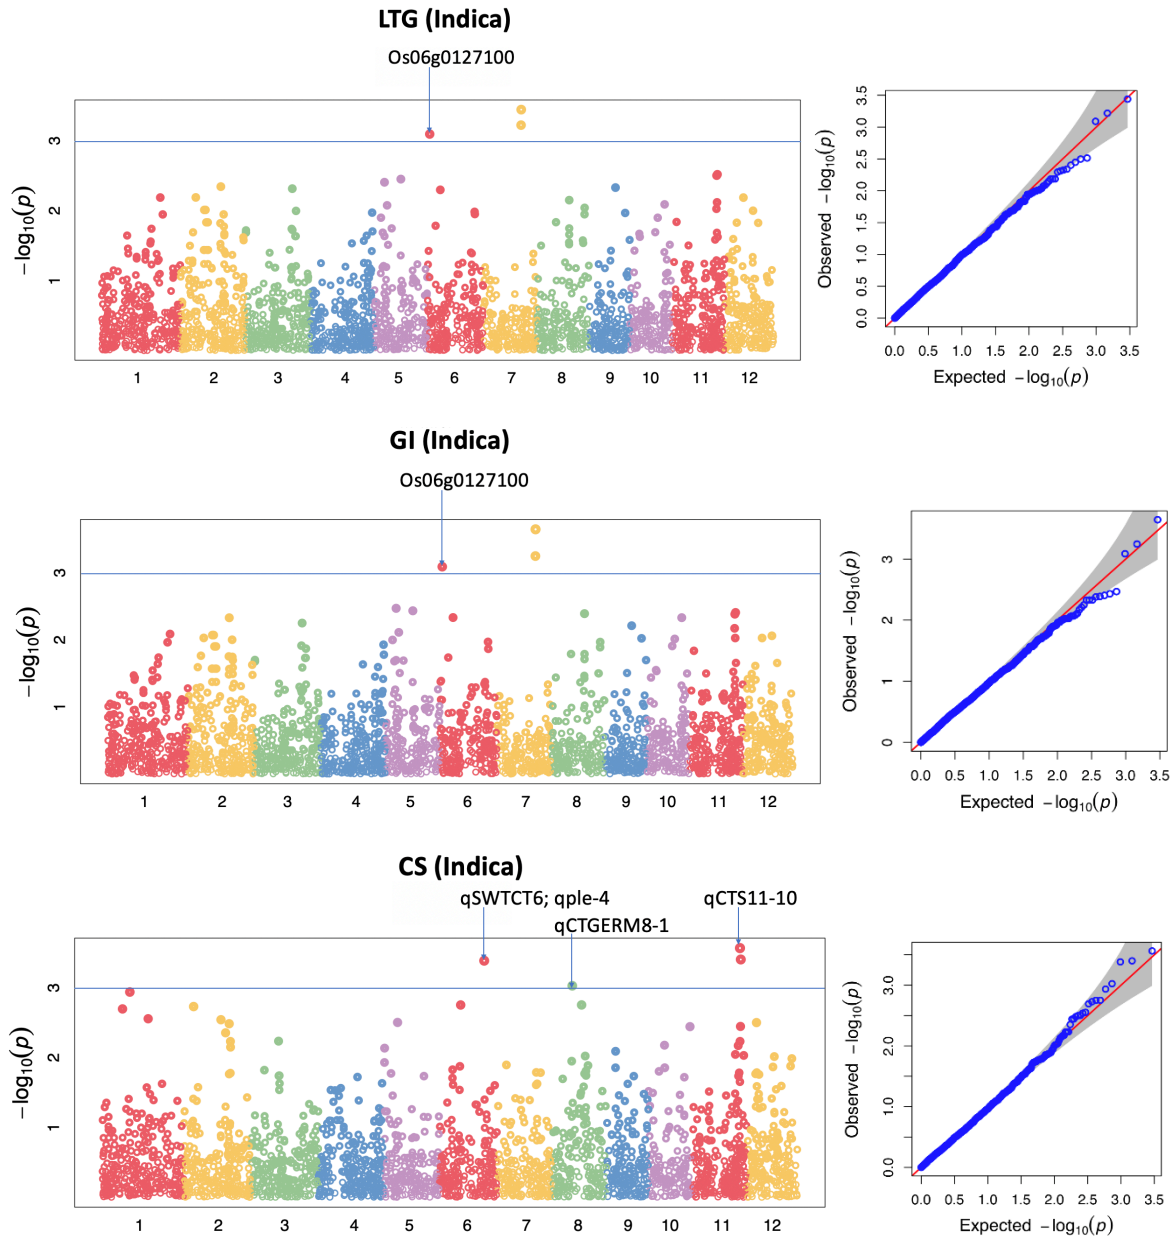 LTG (Indica)
Os06g0127100
−log10(p)
3
2
1
1 2 3 4 5 6 7 8 9 10 11 12
Observed −log10(p)
3.5
3.0
2.5
2.0
1.5
1.0
0.5
0.0
0.0 0.5 1.0 1.5 2.0 2.5 3.0 3.5
Expected −log10(p)
GI (Indica)
Os06g0127100
−log10(p)
3
2
1
1 2 3 4 5 6 7 8 9 10 11 12
Observed −log10(p)
3
2
1
0
0.0 0.5 1.0 1.5 2.0 2.5 3.0 3.5
Expected −log10(p)
CS (Indica)
qSWTCT6; qple-4
qCTS11-10
qCTGERM8-1
−log10(p)
3
2
1
1 2 3 4 5 6 7 8 9 10 11 12
Observed −log10(p)
3.0
2.0
1.0
0.0
0.0 0.5 1.0 1.5 2.0 2.5 3.0 3.5
Expected −log10(p)